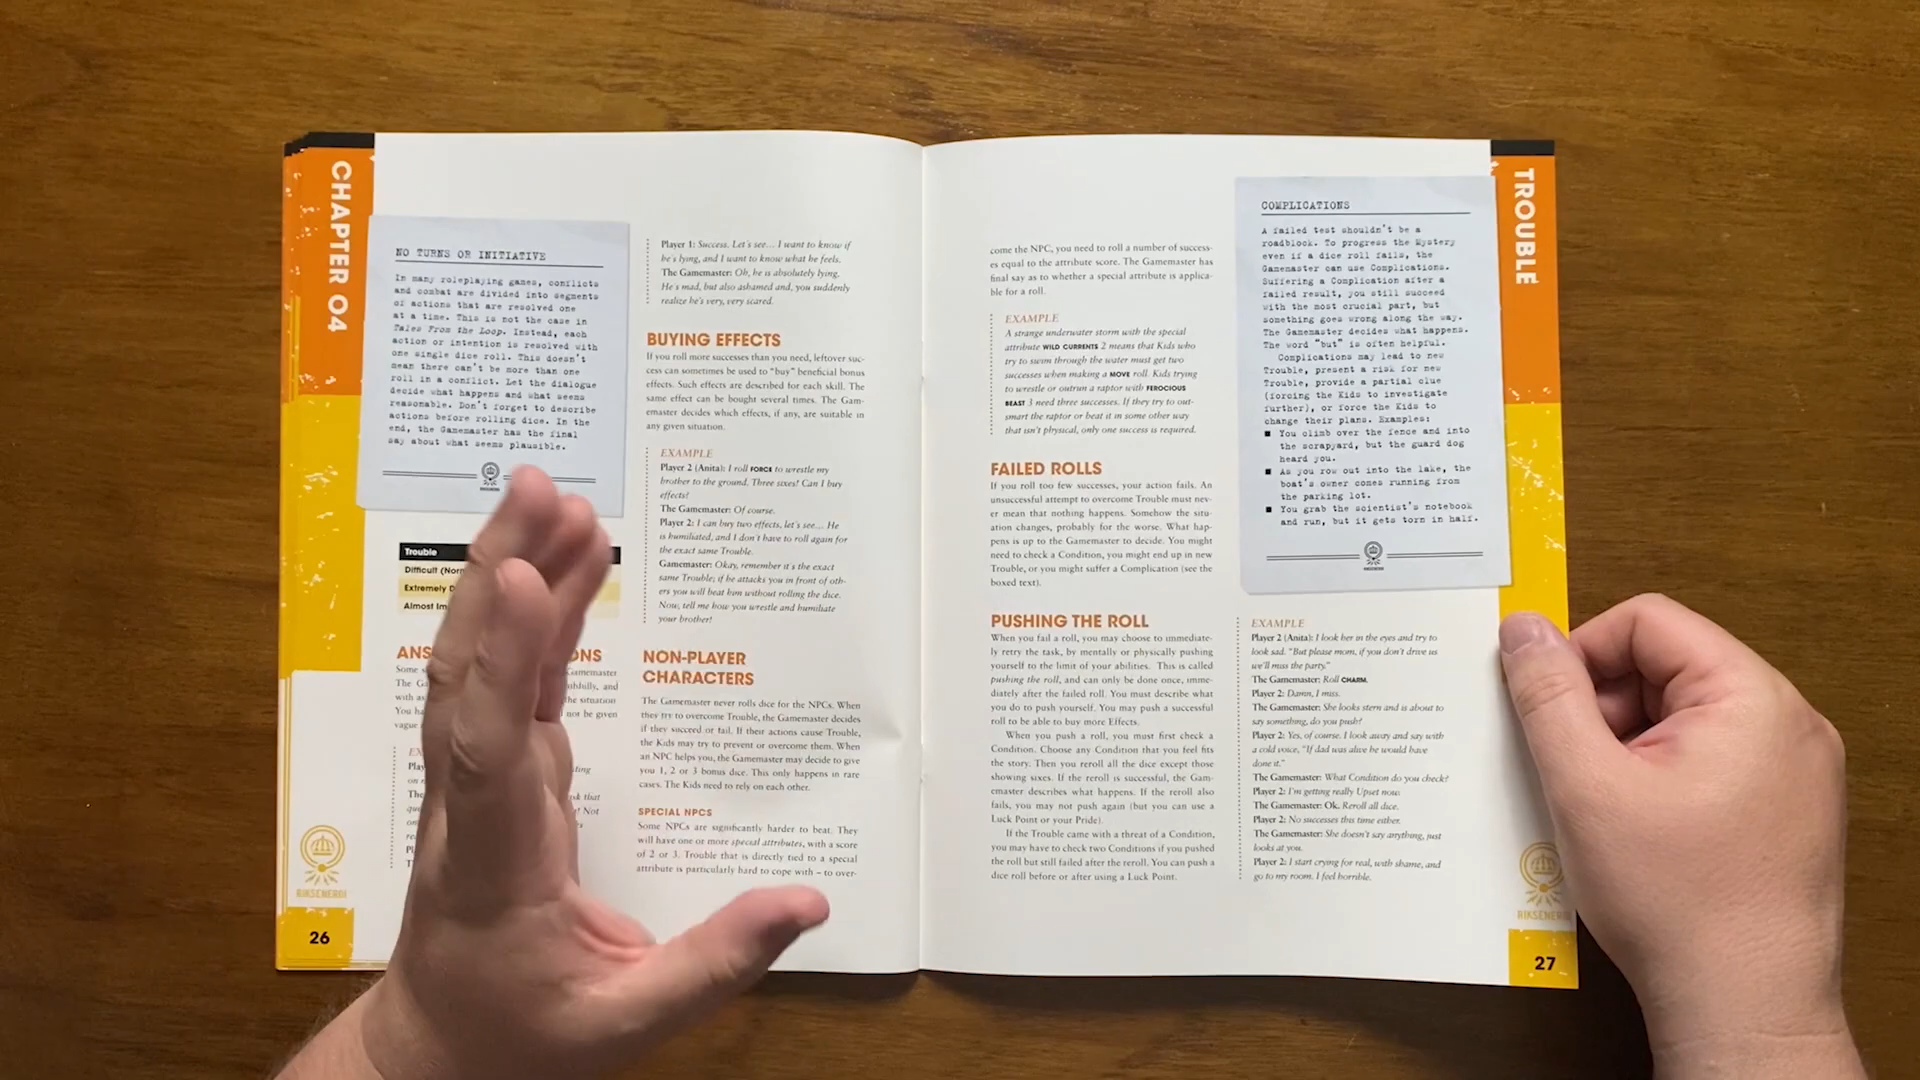 CHAPTER 04
NO TURNS OR INITIATIVE
In many roleplaying games, conflicts
and combat are divided into segments
of actions that are resolved one
at a time. This is not the case in
Tales From the Loop. Instead, each
action or intention is resolved with
one single dice roll. This doesn't
mean there can't be more than one
roll in a conflict. Let the dialogue
decide what happens and what seems
reasonable. Don't forget to describe
actions before rolling dice. In the
end, the Gamemaster has the final
say about what seems plausible.
Trouble
Difficult
Extremely
Almost
Some
The
with as
the situation
You
not be given
vague
that
Not
RIKSENERGI
26
Player 1: Success. Let's see... I want to know if
he's lying, and I want to know what he feels.
The Gamemaster: Oh, he is absolutely lying.
He's mad, but also ashamed and, you suddenly
realize he's very, very scared.
BUYING EFFECTS
If you roll more successes than you need, leftover suc-
cess can sometimes be used to "buy" beneficial bonus
effects. Such effects are described for each skill. The
same effect can be bought several times. The Gam-
emaster decides which effects, if any, are suitable in
any given situation.
EXAMPLE
Player 2 (Anita): I roll FORCE to wrestle my
brother to the ground. Three sixes! Can I buy
effects?
The Gamemaster: Of course.
Player 2: I can buy two effects, let's see... He
is humiliated, and I don't have to roll again for
the exact same Trouble.
Gamemaster: Okay, remember it's the exact
same Trouble; if he attacks you in front of oth-
ers you will beat him without rolling the dice.
Now, tell me how you wrestle and humiliate
your brother!
NON-PLAYER
CHARACTERS
The Gamemaster never rolls dice for the NPCs. When
they try to overcome Trouble, the Gamemaster decides
if they succeed or fail. If their actions cause Trouble,
the Kids may try to prevent or overcome them. When
an NPC helps you, the Gamemaster may decide to give
you 1, 2 or 3 bonus dice. This only happens in rare
cases. The Kids need to rely on each other.
SPECIAL NPCS
Some NPCs are significantly harder to beat. They
will have one or more special attributes, with a score
of 2 or 3. Trouble that is directly tied to a special
attribute is particularly hard to cope with – to over-
come the NPC, you need to roll a number of success-
es equal to the attribute score. The Gamemaster has
final say as to whether a special attribute is applica-
ble for a roll.
EXAMPLE
A strange underwater storm with the special
attribute WILD CURRENTS 2 means that Kids who
try to swim through the water must get two
successes when making a MOVE roll. Kids trying
to wrestle or outrun a raptor with FEROCIOUS
BEAST 3 need three successes. If they try to out-
smart the raptor or beat it in some other way
that isn't physical, only one success is required.
FAILED ROLLS
If you roll too few successes, your action fails. An
unsuccessful attempt to overcome Trouble must nev-
er mean that nothing happens. Somehow the situ-
ation changes, probably for the worse. What hap-
pens is up to the Gamemaster to decide. You might
need to check a Condition, you might end up in new
Trouble, or you might suffer a Complication (see the
boxed text).
PUSHING THE ROLL
When you fail a roll, you may choose to immediate-
ly retry the task, by mentally or physically pushing
yourself to the limit of your abilities. This is called
pushing the roll, and can only be done once, imme-
diately after the failed roll. You must describe what
you do to push yourself. You may push a successful
roll to be able to buy more Effects.
When you push a roll, you must first check a
Condition. Choose any Condition that you feel fits
the story. Then you reroll all the dice except those
showing sixes. If the reroll is successful, the Gam-
emaster describes what happens. If the reroll also
fails, you may not push again (but you can use a
Luck Point or your Pride).
If the Trouble came with a threat of a Condition,
you may have to check two Conditions if you pushed
the roll but still failed after the reroll. You can push a
dice roll before or after using a Luck Point.
TROUBLE
COMPLICATIONS
A failed test shouldn't be a
roadblock. To progress the Mystery
even if a dice roll fails, the
Gamemaster can use Complications.
Suffering a Complication after a
failed result, you still succeed
with the most crucial part, but
something goes wrong along the way.
The Gamemaster decides what happens.
The word "but" is often helpful.
Complications may lead to new
Trouble, present a risk for new
Trouble, provide a partial clue
(forcing the Kids to investigate
further), or force the Kids to
change their plans. Examples:
■ You climb over the fence and into
the scrapyard, but the guard dog
heard you.
■ As you row out into the lake, the
boat's owner comes running from
the parking lot.
■ You grab the scientist's notebook
and run, but it gets torn in half.
EXAMPLE
Player 2 (Anita): I look her in the eyes and try to
look sad. "But please mom, if you don't drive us
we'll miss the party."
The Gamemaster: Roll CHARM.
Player 2: Damn, I miss.
The Gamemaster: She looks stern and is about to
say something, do you push?
Player 2: Yes, of course. I look away and say with
a cold voice, "If dad was alive he would have
done it."
The Gamemaster: What Condition do you check?
Player 2: I'm getting really Upset now.
The Gamemaster: Ok. Reroll all dice.
Player 2: No successes this time either.
The Gamemaster: She doesn't say anything, just
looks at you.
Player 2: I start crying for real, with shame, and
go to my room. I feel horrible.
27